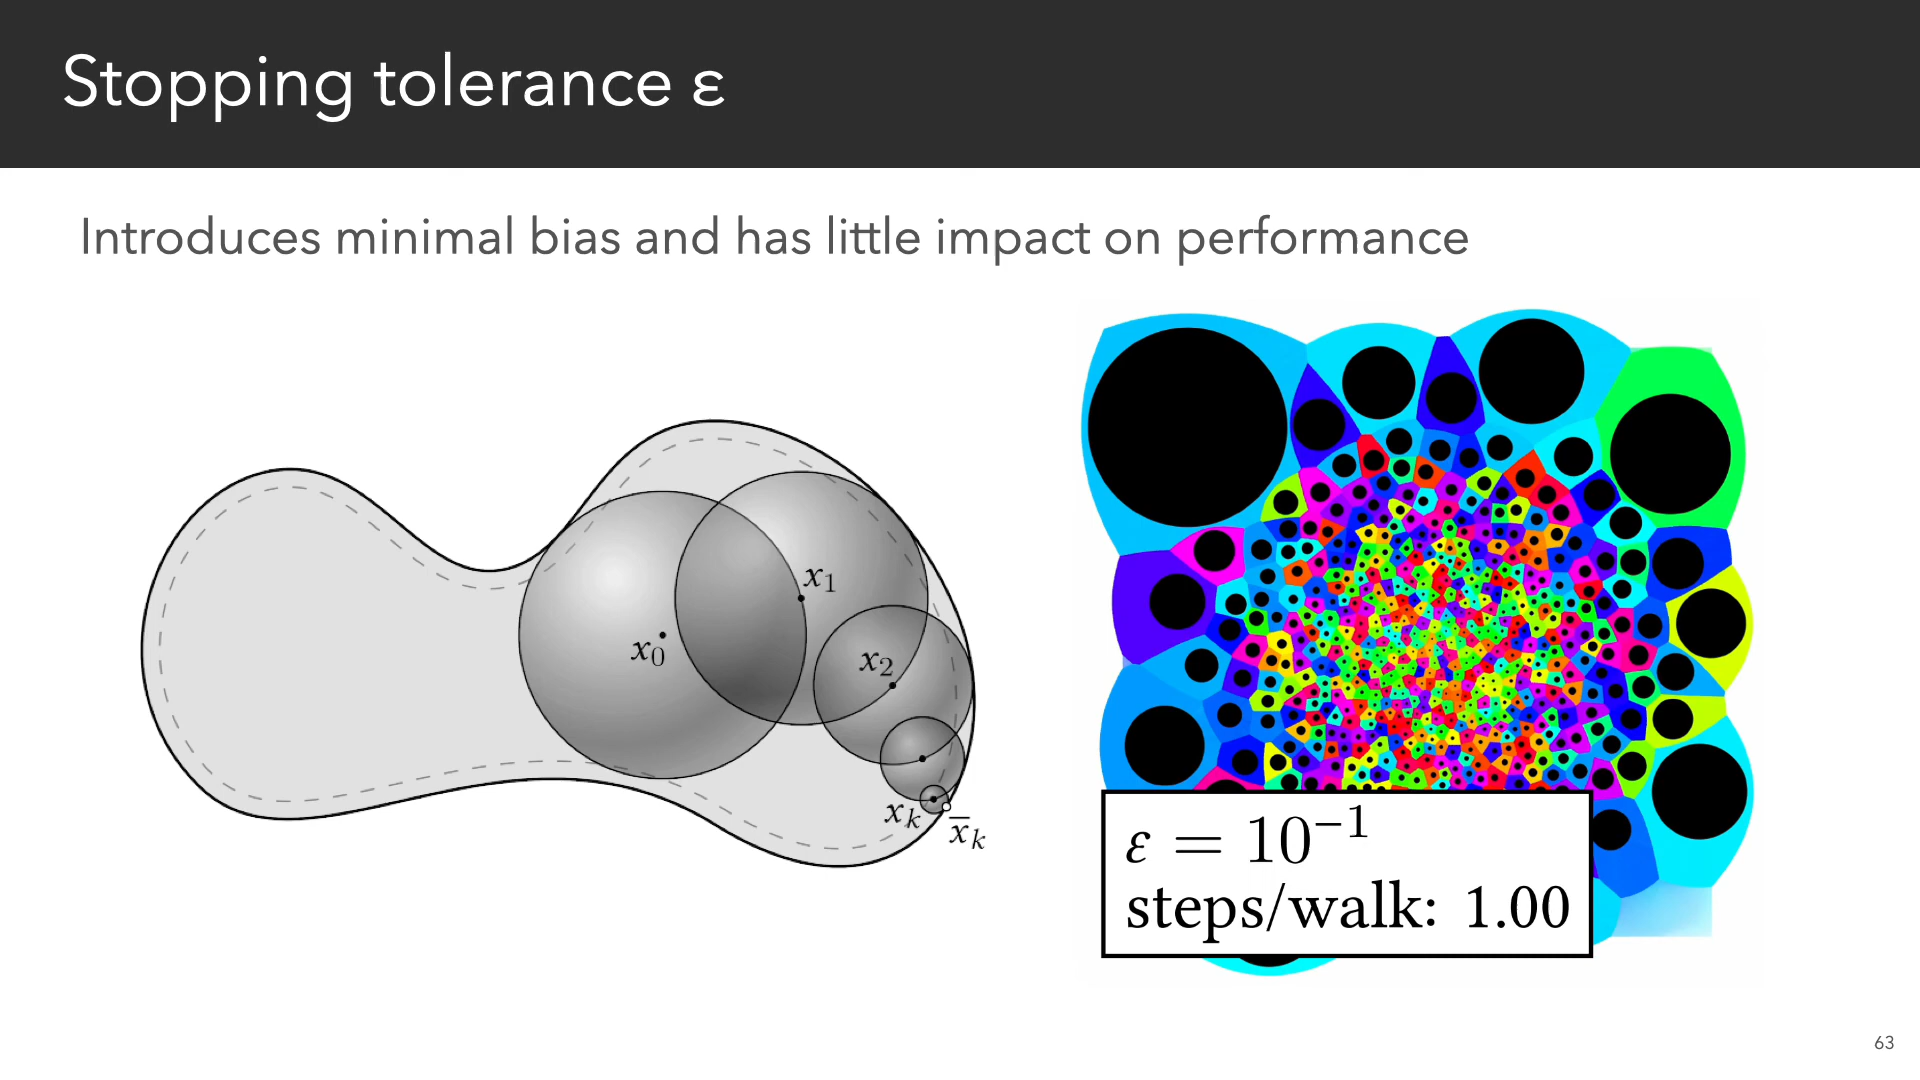 Stopping tolerance ε
Introduces minimal bias and has little impact on performance
x₁
x₀
x₂
xₖ
x̅ₖ
ε = 10⁻¹
steps/walk: 1.00
63